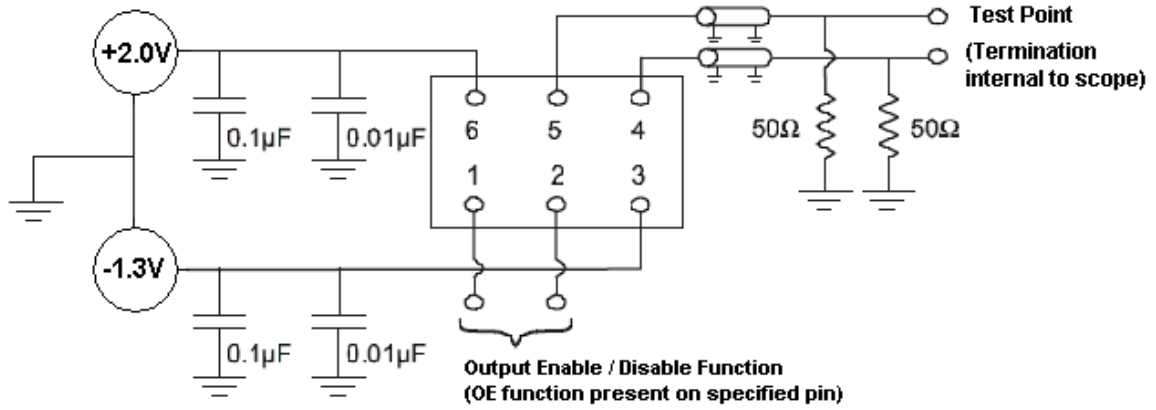 Test Point
+2.0V
(Termination
internal to scope)
0.1µF
0.01µF
6 5 4
50Ω
50Ω
1 2 3
-1.3V
0.1µF
0.01µF
Output Enable / Disable Function
(OE function present on specified pin)